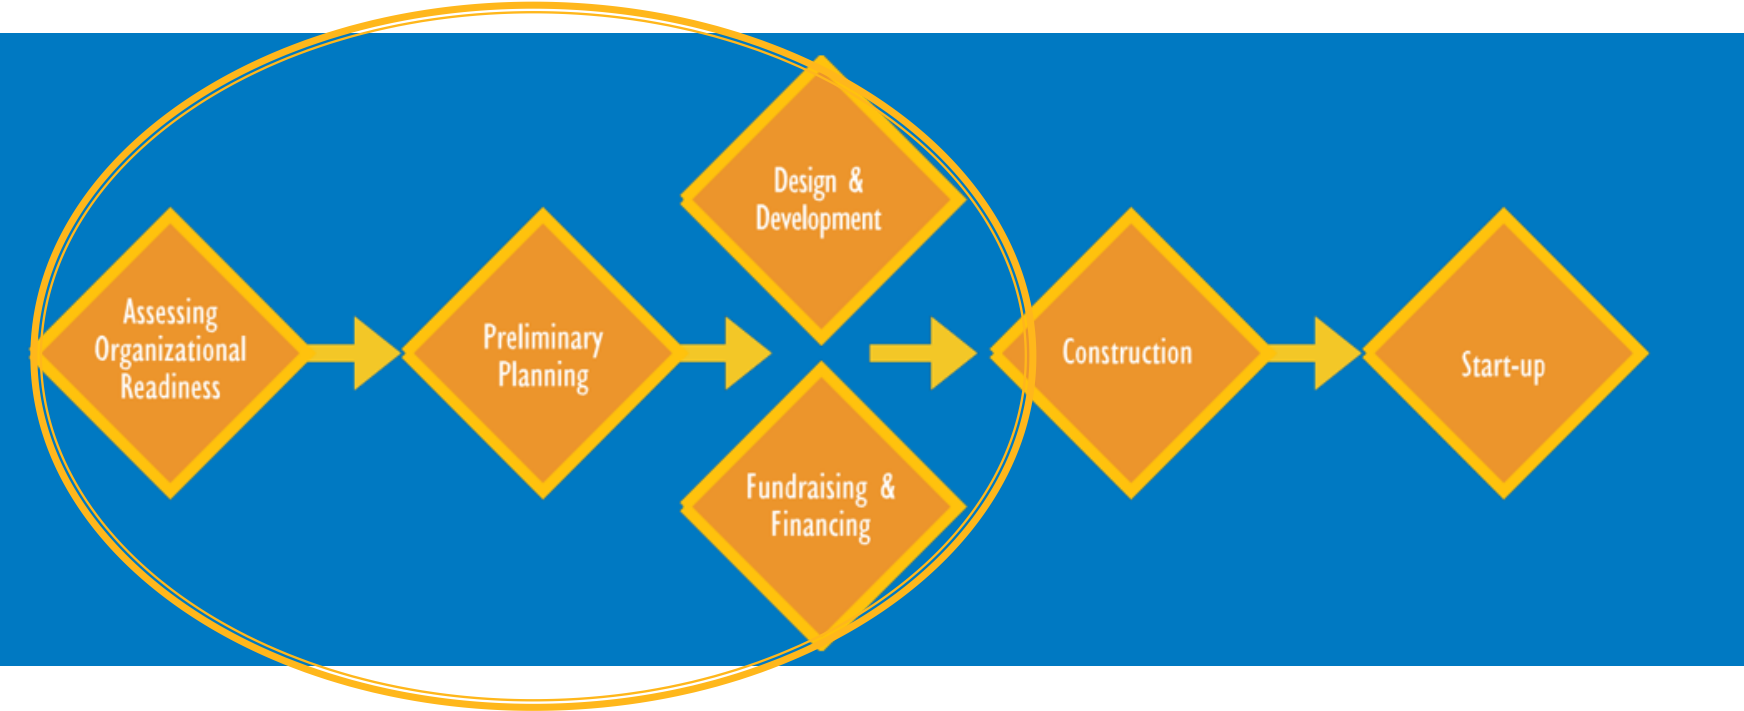 Assessing
Organizational
Readiness
Preliminary
Planning
Design & 
Development
Fundraising &
Financing
Construction
Start-up